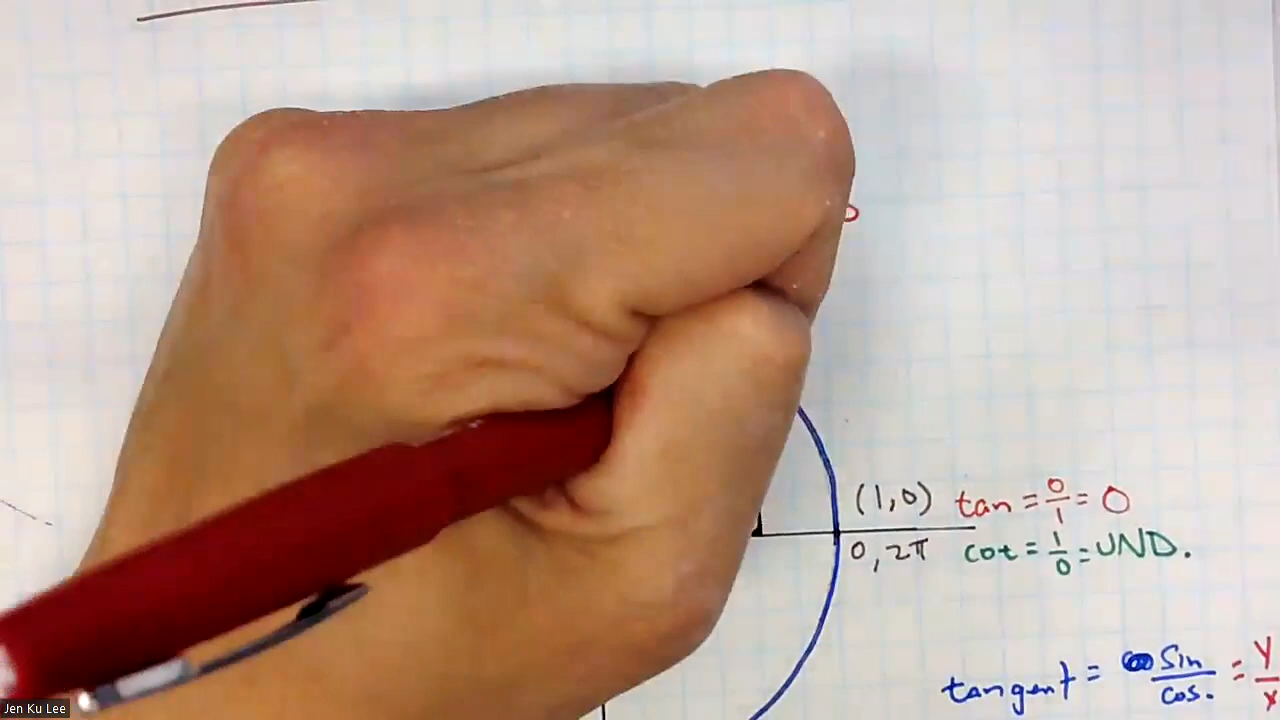 (1,0) tan = 0/1 = 0
0, 2π cot = 1/0 = UND.
tangent = sin/cos. = y/x
Jen Ku Lee